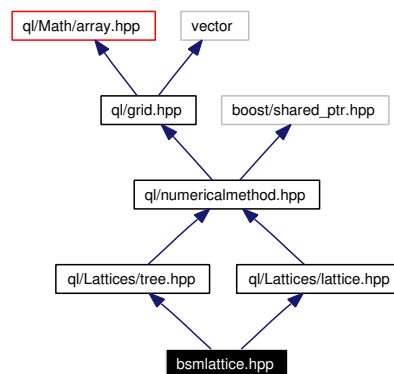 ql/Math/array.hpp
vector
ql/grid.hpp
boost/shared_ptr.hpp
ql/numericalmethod.hpp
ql/Lattices/tree.hpp
ql/Lattices/lattice.hpp
bsmlattice.hpp